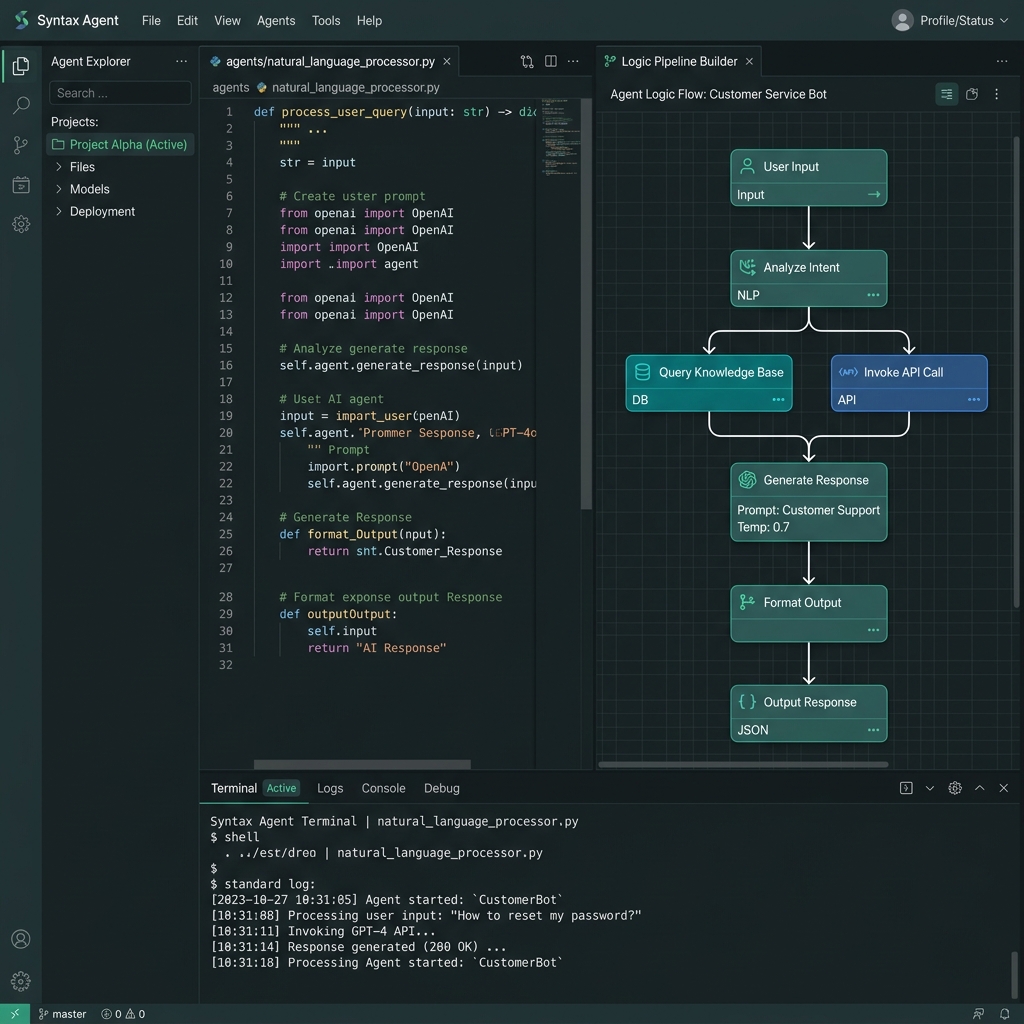 Syntax Agent File Edit View Agents Tools Help Profile/Status
Agent Explorer ...
Search ...
Projects:
Project Alpha (Active)
Files
Models
Deployment
agents/natural_language_processor.py
agents natural_language_processor.py
1 def process_user_query(input: str) -> dic
2 """ ...
3 """
4 str = input
5
6 # Create uster prompt
7 from openai import OpenAI
8 from openai import OpenAI
9 import import OpenAI
10 import ..import agent
11
12 from openai import OpenAI
13 from openai import OpenAI
14
15 # Analyze generate response
16 self.agent.generate_response(input)
17
18 # Uset AI agent
19 input = impart_user(penAI)
20 self.agent."Prommer Sesponse, PT-4o
21 "" Prompt
22 import.prompt("OpenA")
22 self.agent.generate_response(inpu
23
24 # Generate Response
25 def format_Output(nput):
26 return snt.Customer_Response
27
28 # Format exponse output Response
29 def outputOutput:
30 self.input
31 return "AI Response"
32
Logic Pipeline Builder
Agent Logic Flow: Customer Service Bot
User Input
Input
Analyze Intent
NLP
Query Knowledge Base
DB
API Invoke API Call
API
Generate Response
Prompt: Customer Support
Temp: 0.7
Format Output
Output Response
JSON
Terminal Active Logs Console Debug
Syntax Agent Terminal | natural_language_processor.py
$ shell
| natural_language_processor.py
$
$ standard log:
[2023-10-27 10:31:05] Agent started: `CustomerBot`
[10:31:88] Processing user input: "How to reset my password?"
[10:31:11] Invoking GPT-4 API...
[10:31:14] Response generated (200 OK) ...
[10:31:18] Processing Agent started: `CustomerBot`
master 0 0